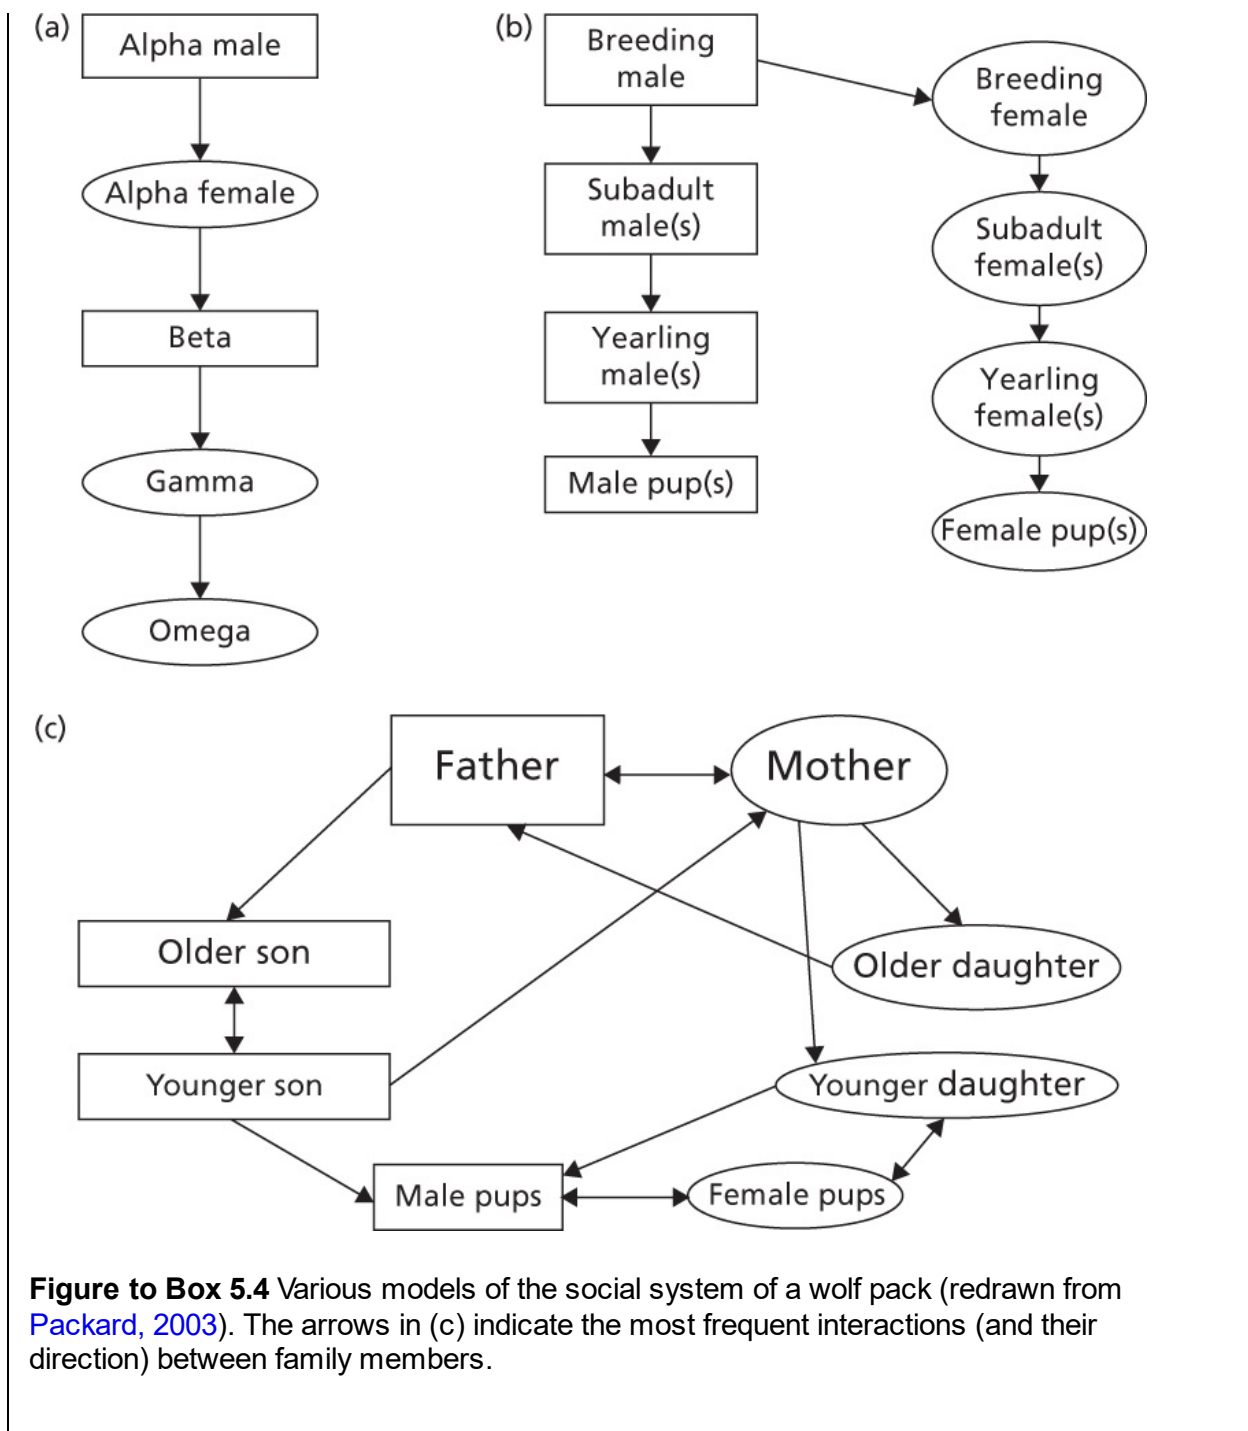 (a)
Alpha male
Alpha female
Beta
Gamma
Omega
(b)
Breeding
male
Subadult
male(s)
Yearling
male(s)
Male pup(s)
Breeding
female
Subadult
female(s)
Yearling
female(s)
Female pup(s)
(c)
Father
Mother
Older son
Older daughter
Younger son
Younger daughter
Male pups
Female pups
Figure to Box 5.4 Various models of the social system of a wolf pack (redrawn from
Packard, 2003). The arrows in (c) indicate the most frequent interactions (and their
direction) between family members.